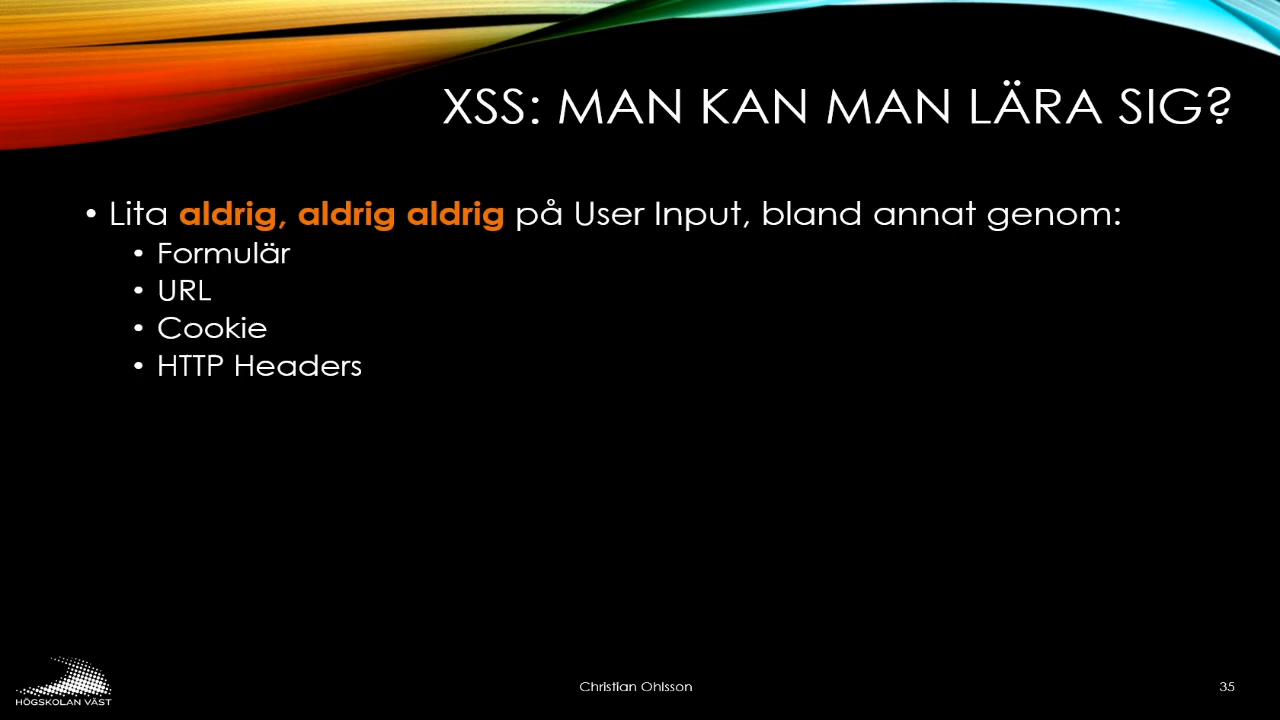 XSS: MAN KAN MAN LÄRA SIG?
• Lita aldrig, aldrig aldrig på User Input, bland annat genom:
• Formulär
• URL
• Cookie
• HTTP Headers
HÖGSKOLAN VÄST
Christian Ohlsson
35